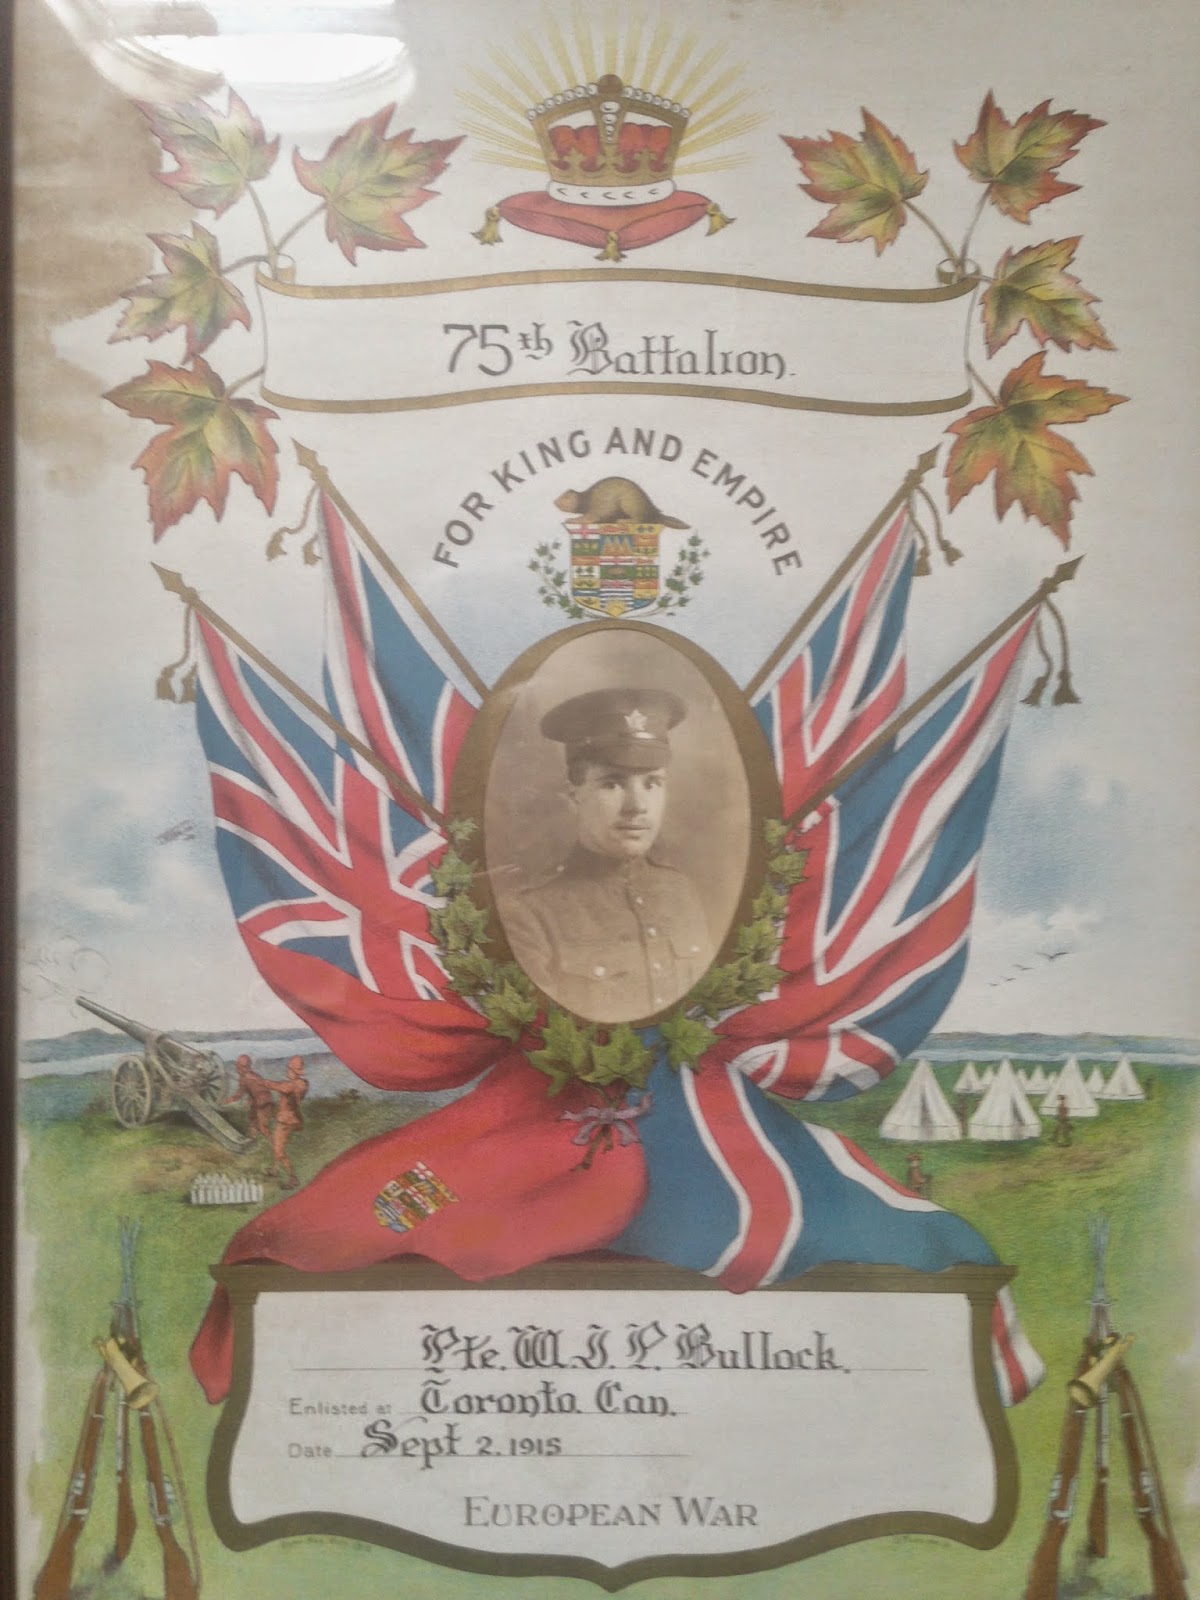 75th Battalion.
FOR KING AND EMPIRE
Pte. W. J. P. Bullock.
Enlisted at Toronto. Can.
Date Sept 2. 1915
EUROPEAN WAR